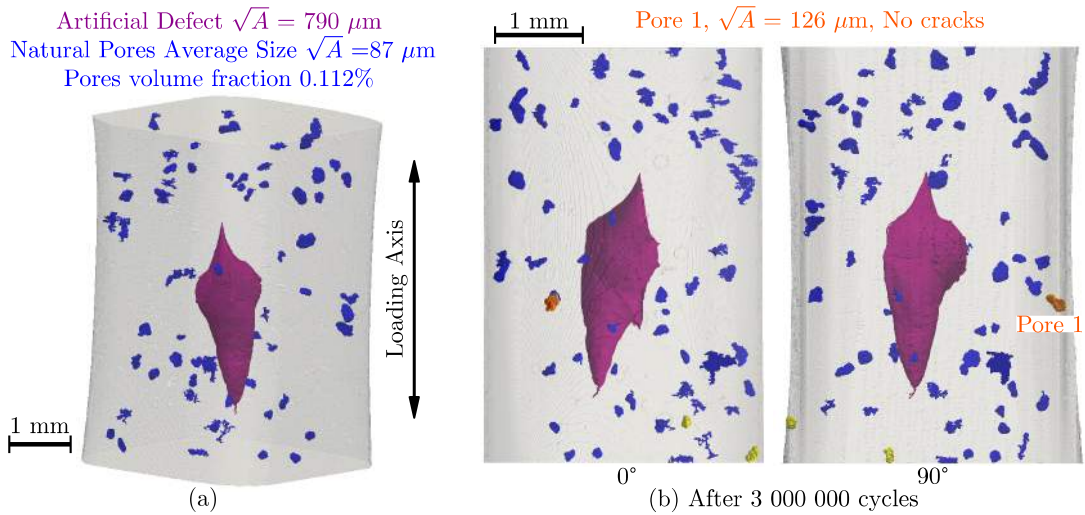 Artificial Defect √A = 790 μm
Natural Pores Average Size √A =87 μm
Pores volume fraction 0.112%
Loading Axis
1 mm
(a)
1 mm
Pore 1, √A = 126 μm, No cracks
Pore 1
0°
90°
(b) After 3 000 000 cycles